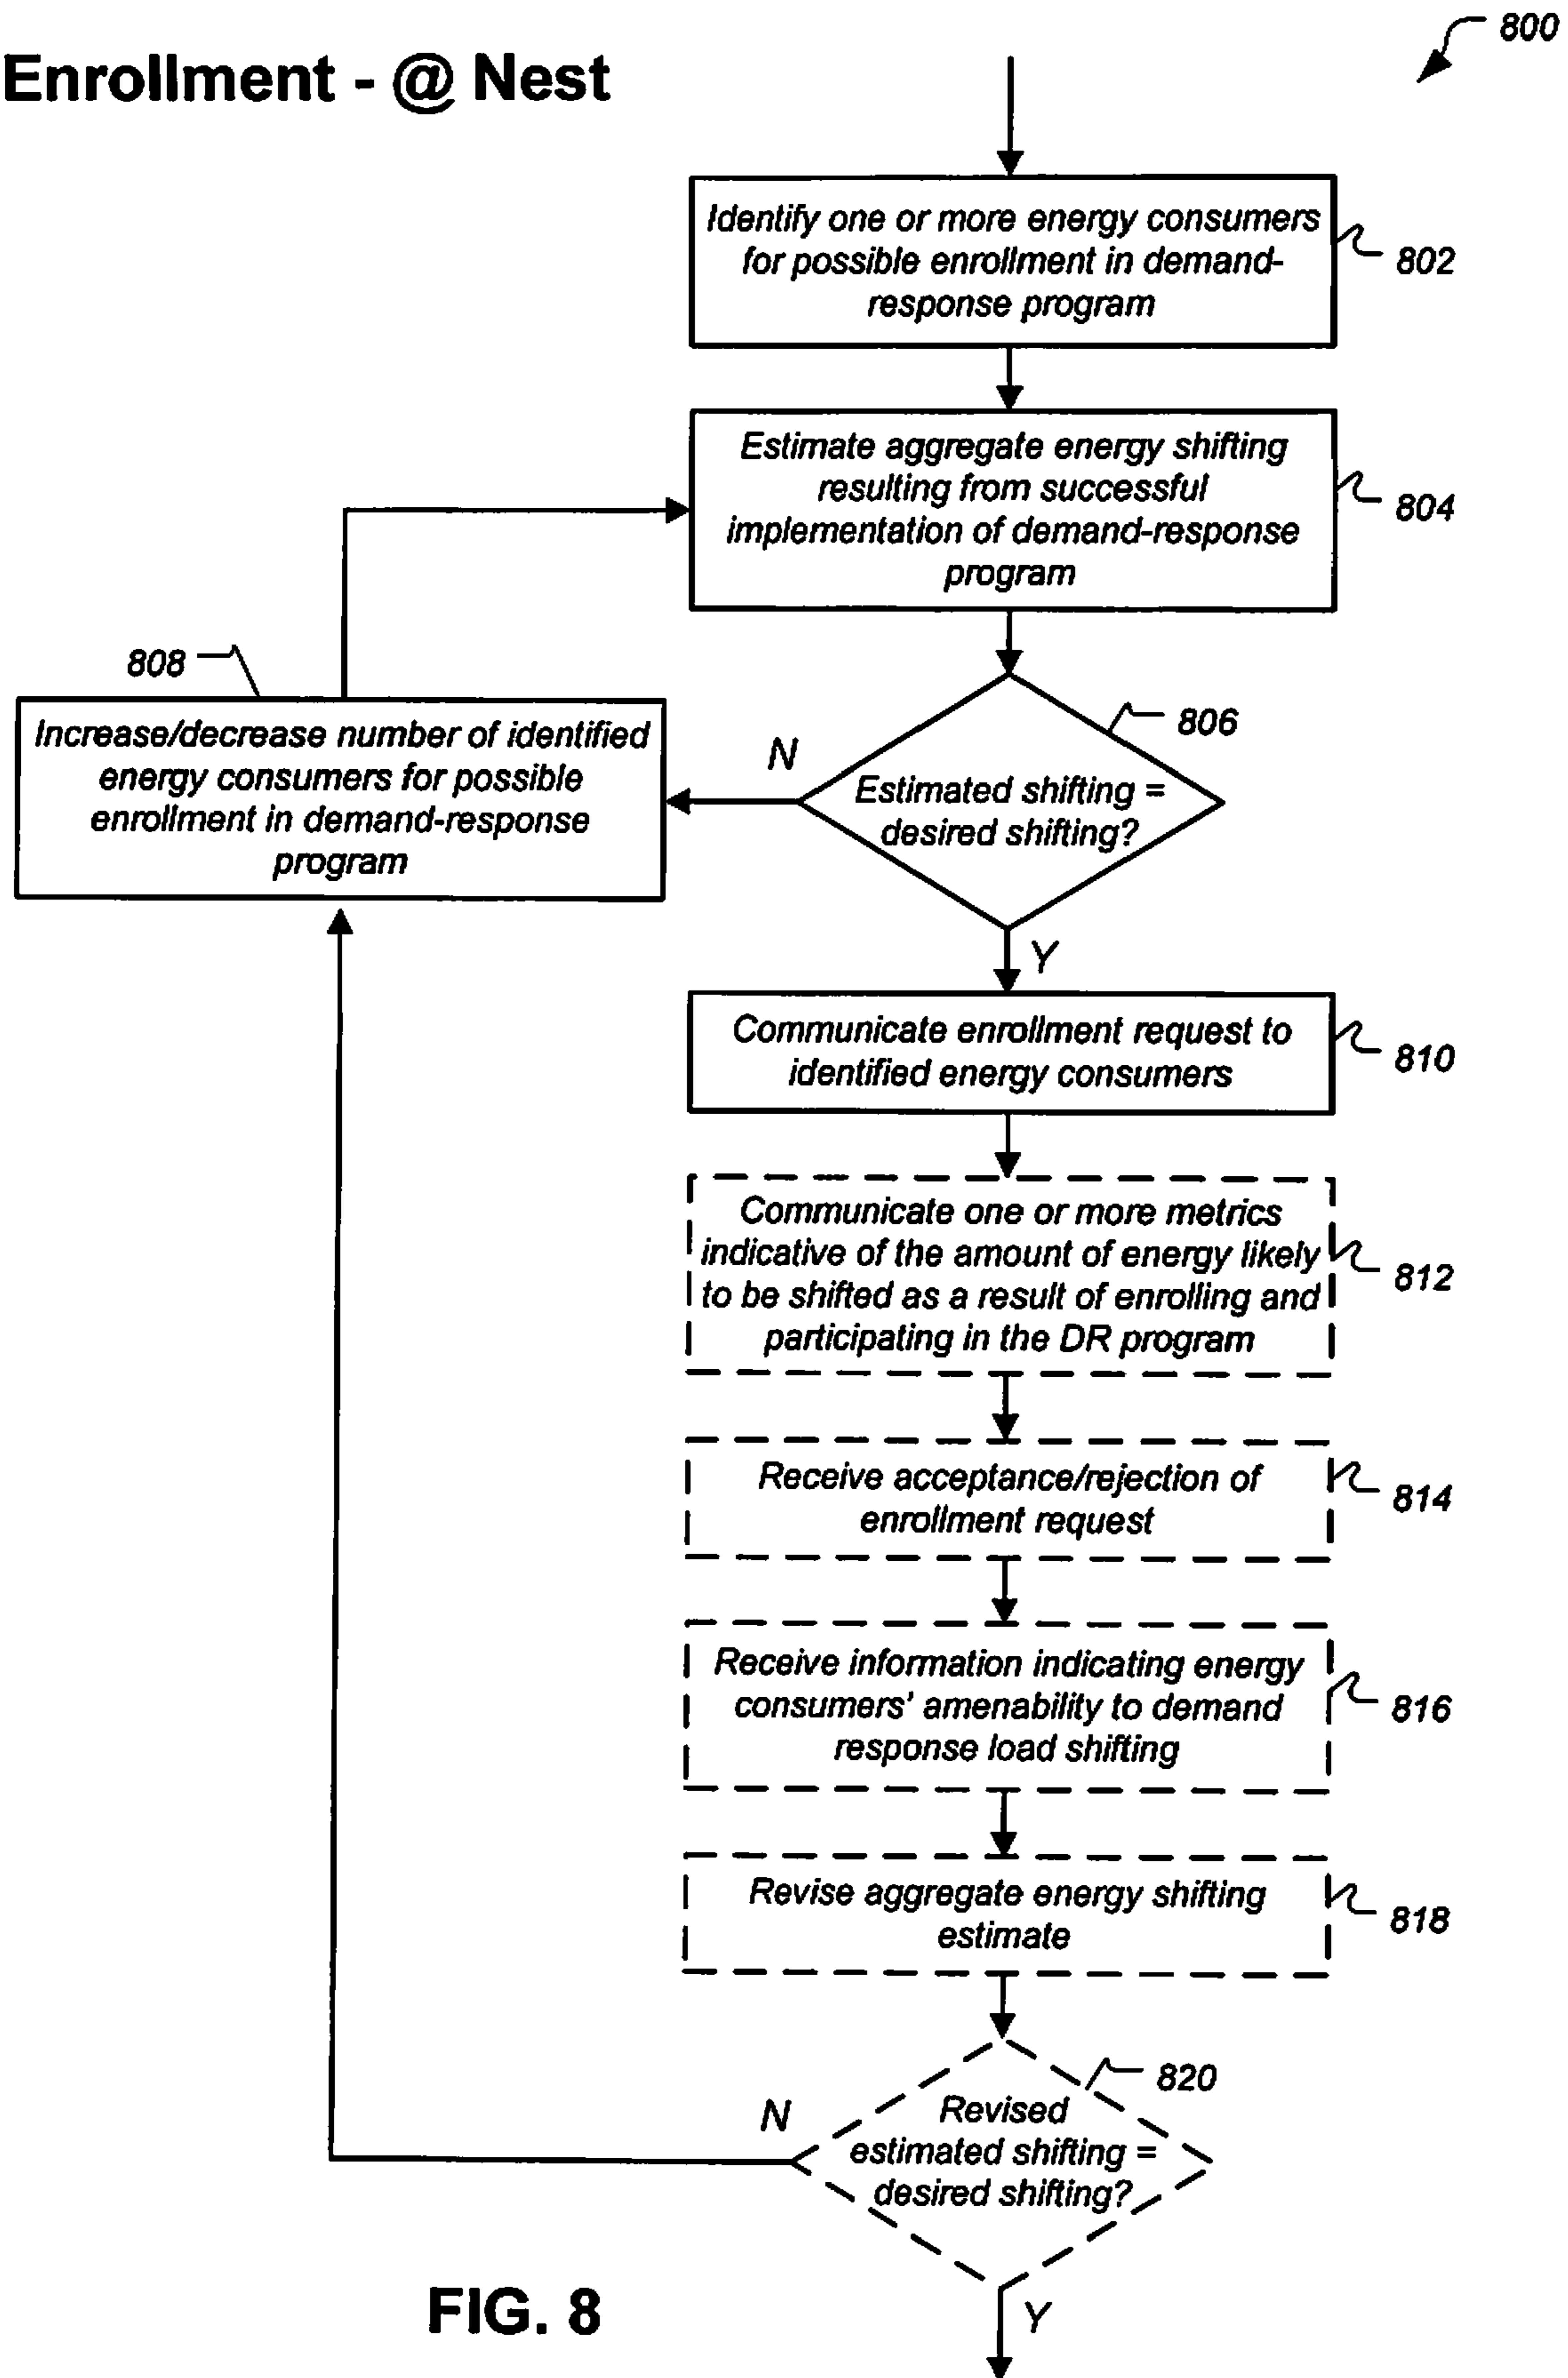 800
Enrollment - @ Nest
Identify one or more energy consumers
for possible enrollment in demand-
response program
802
Estimate aggregate energy shifting
resulting from successful
implementation of demand-response
program
804
808
Increase/decrease number of identified
energy consumers for possible
enrollment in demand-response
program
N
806
Estimated shifting =
desired shifting?
Y
Communicate enrollment request to
identified energy consumers
810
Communicate one or more metrics
indicative of the amount of energy likely
to be shifted as a result of enrolling and
participating in the DR program
812
Receive acceptance/rejection of
enrollment request
814
Receive information indicating energy
consumers' amenability to demand
response load shifting
816
Revise aggregate energy shifting
estimate
818
820
N
Revised
estimated shifting =
desired shifting?
Y
FIG. 8